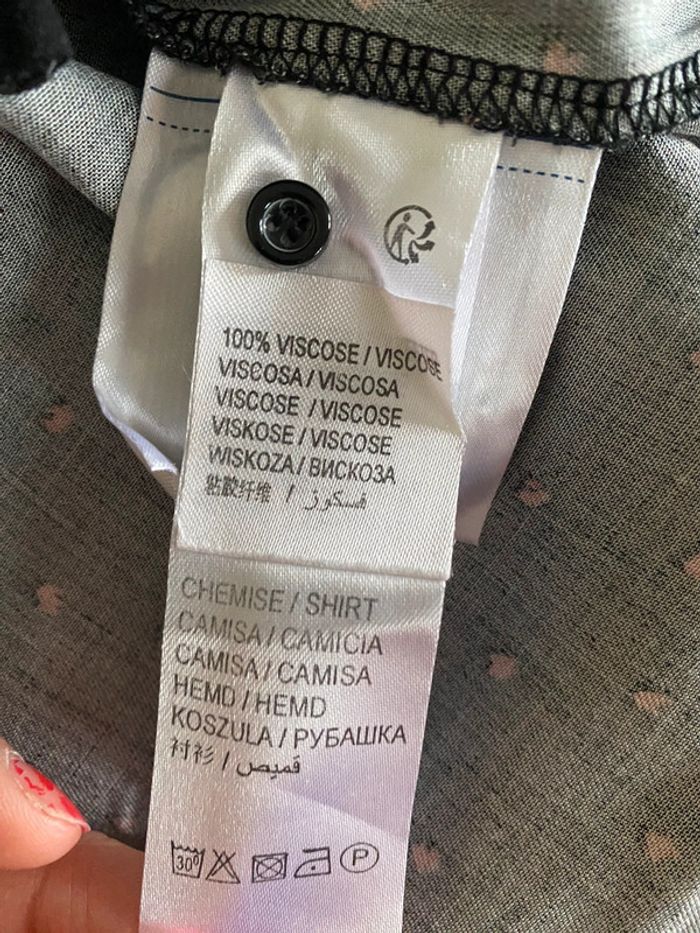 100% VISCOSE / VISCOSE
VISCOSA / VISCOSA
VISCOSE / VISCOSE
VISKOSE / VISCOSE
WISKOZA / ВИСКОЗА
粘胶纤维 / فسكوز
CHEMISE / SHIRT
CAMISA / CAMICIA
CAMISA / CAMISA
HEMD / HEMD
KOSZULA / РУБАШКА
衬衫 / قميص
30° P